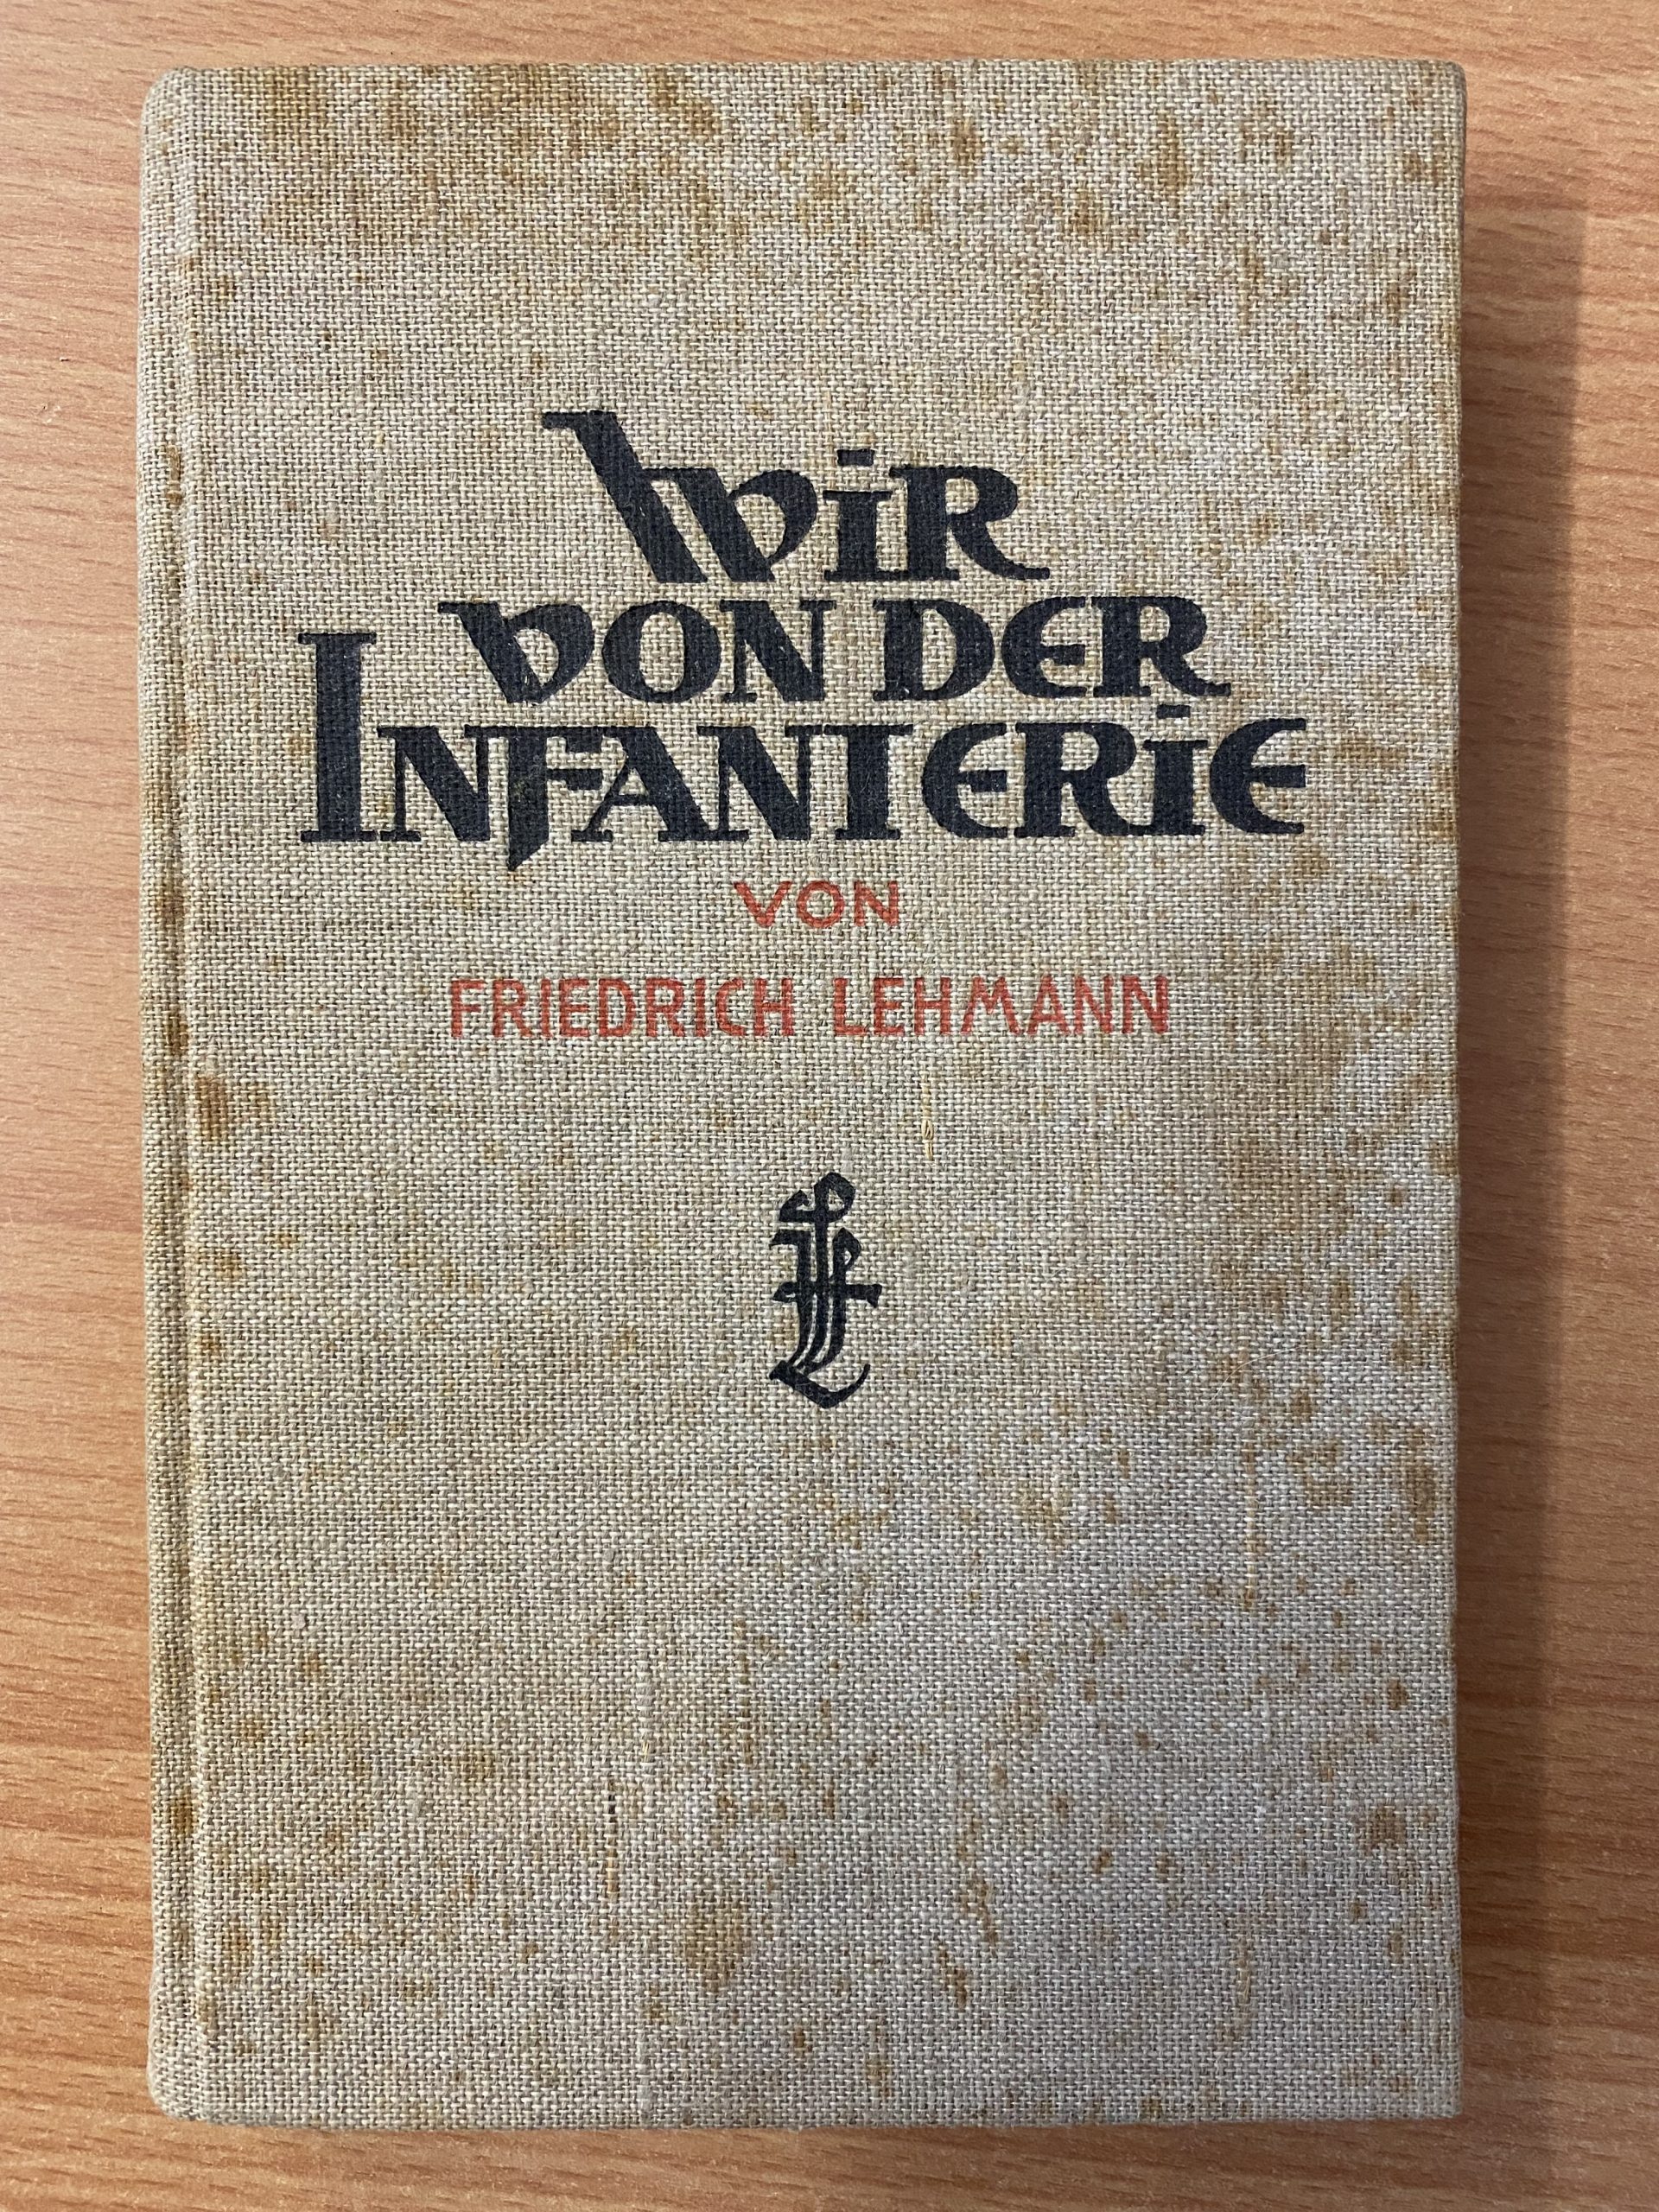 Wir
von der
Infanterie
von
Friedrich Lehmann